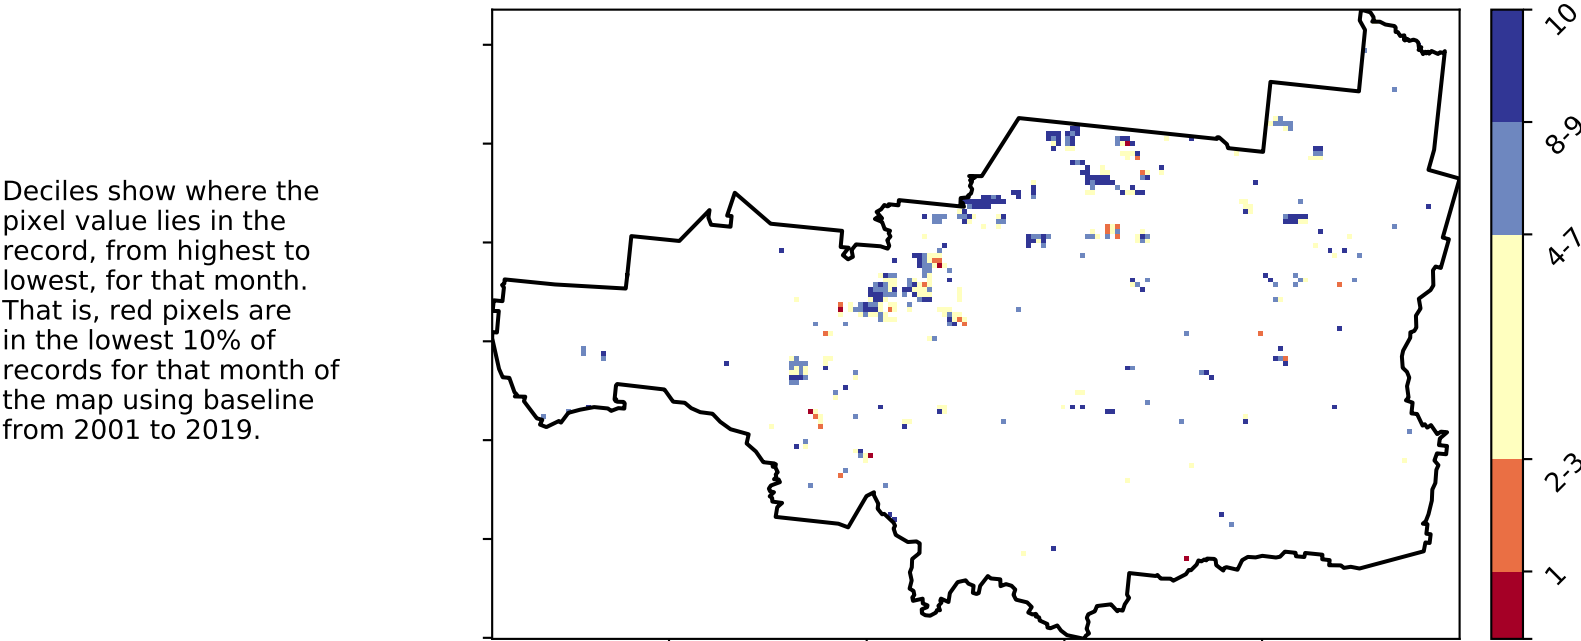 Deciles show where the
pixel value lies in the
record, from highest to
lowest, for that month.
That is, red pixels are
in the lowest 10% of
records for that month of
the map using baseline
from 2001 to 2019.
10
8-9
4-7
2-3
1